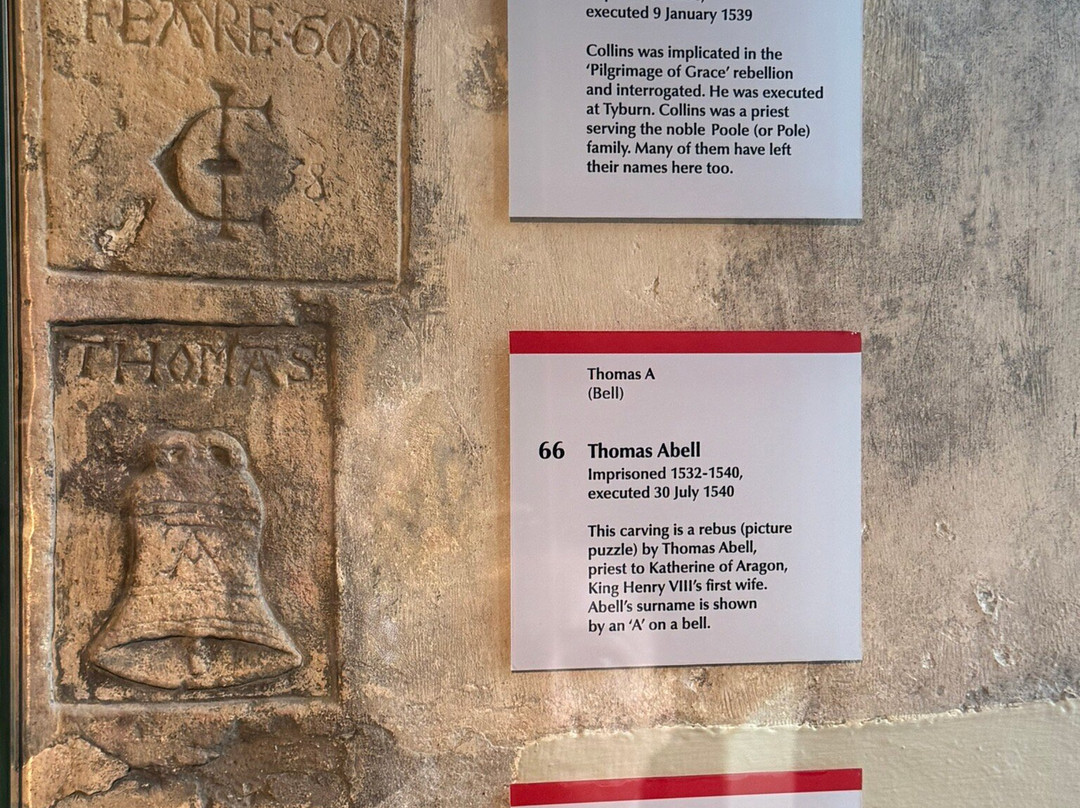 FEARE:GOD
38
THOMAS
A
executed 9 January 1539
Collins was implicated in the
‘Pilgrimage of Grace’ rebellion
and interrogated. He was executed
at Tyburn. Collins was a priest
serving the noble Poole (or Pole)
family. Many of them have left
their names here too.
Thomas A
(Bell)
66 Thomas Abell
Imprisoned 1532-1540,
executed 30 July 1540
This carving is a rebus (picture
puzzle) by Thomas Abell,
priest to Katherine of Aragon,
King Henry VIII’s first wife.
Abell’s surname is shown
by an ‘A’ on a bell.